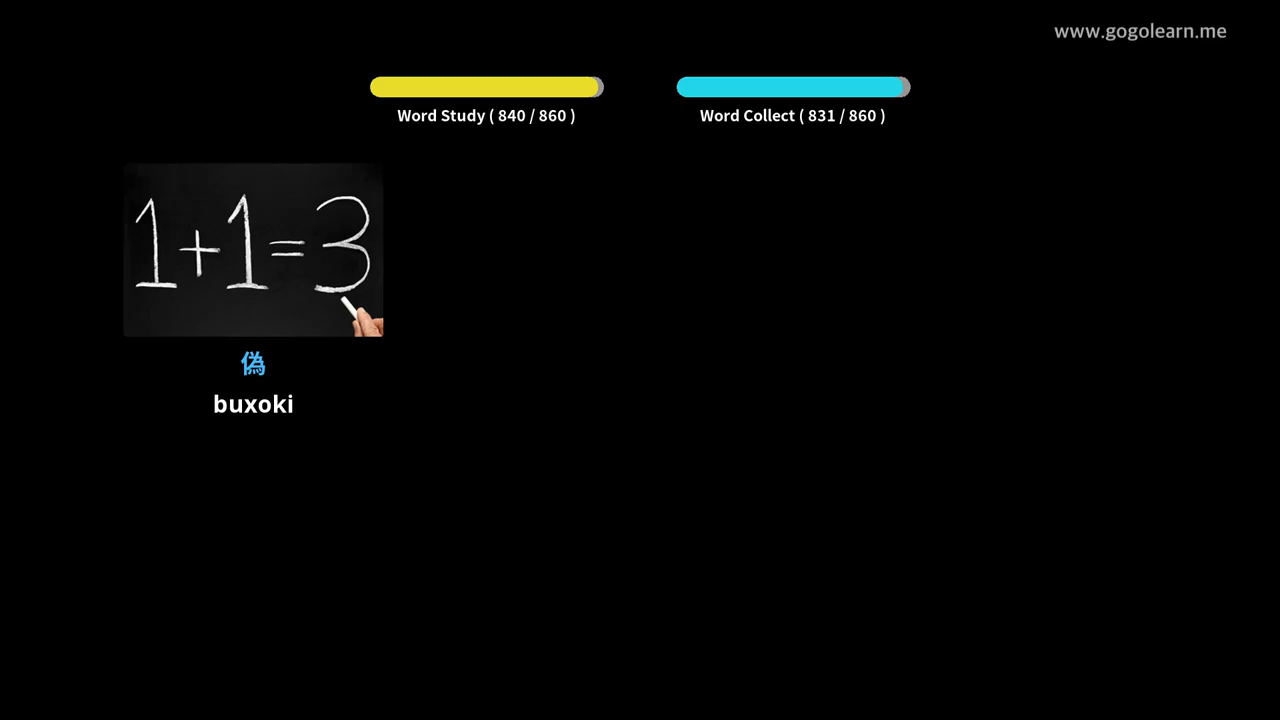 www.gogolearn.me
Word Study ( 840 / 860 )
Word Collect ( 831 / 860 )
1+1=3
偽
buxoki